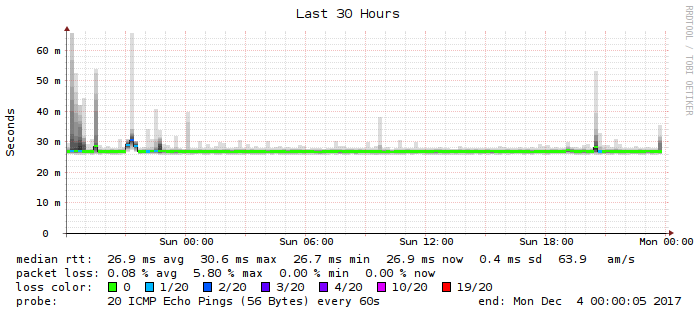 Last 30 Hours
RRDTOOL / TOBI OETIKER
Seconds
60 m
50 m
40 m
30 m
20 m
10 m
0
Sun 00:00 Sun 06:00 Sun 12:00 Sun 18:00 Mon 00:00
median rtt: 26.9 ms avg 30.6 ms max 26.7 ms min 26.9 ms now 0.4 ms sd 63.9 am/s
packet loss: 0.08 % avg 5.80 % max 0.00 % min 0.00 % now
loss color: 0 1/20 2/20 3/20 4/20 10/20 19/20
probe: 20 ICMP Echo Pings (56 Bytes) every 60s end: Mon Dec 4 00:00:05 2017